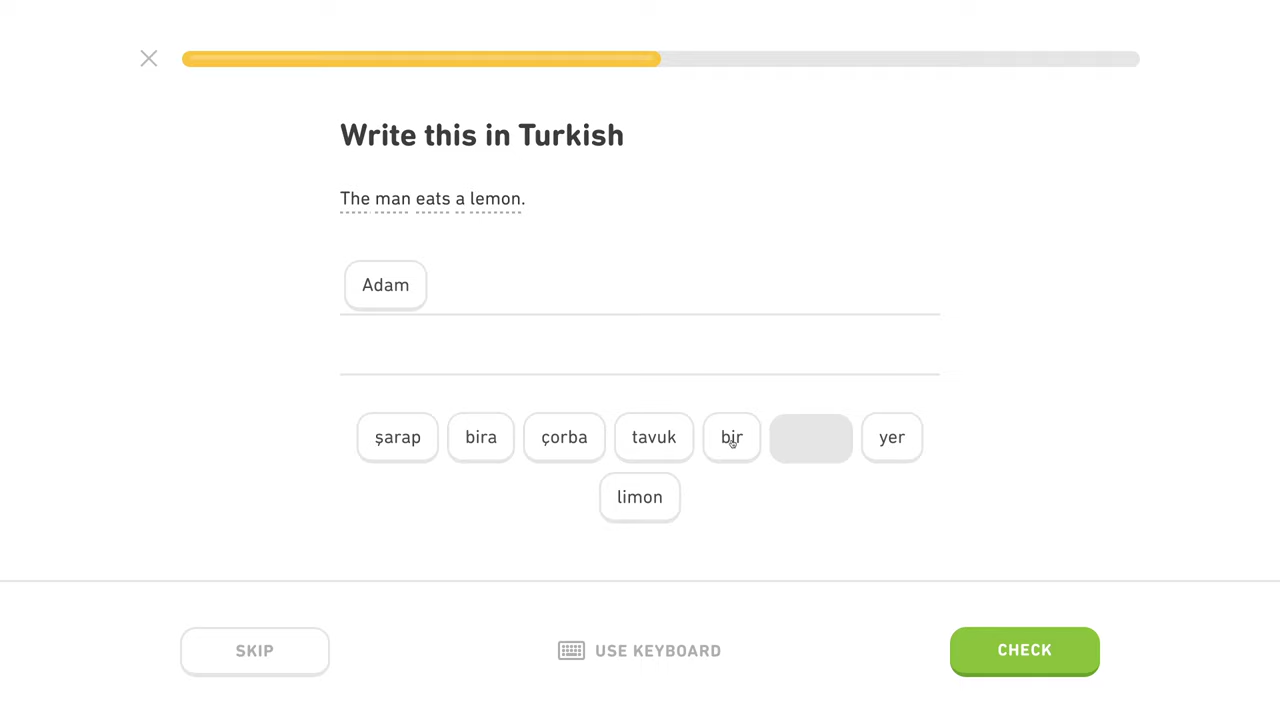 Write this in Turkish
The man eats a lemon.
Adam
şarap bira çorba tavuk bir yer
limon
SKIP USE KEYBOARD CHECK